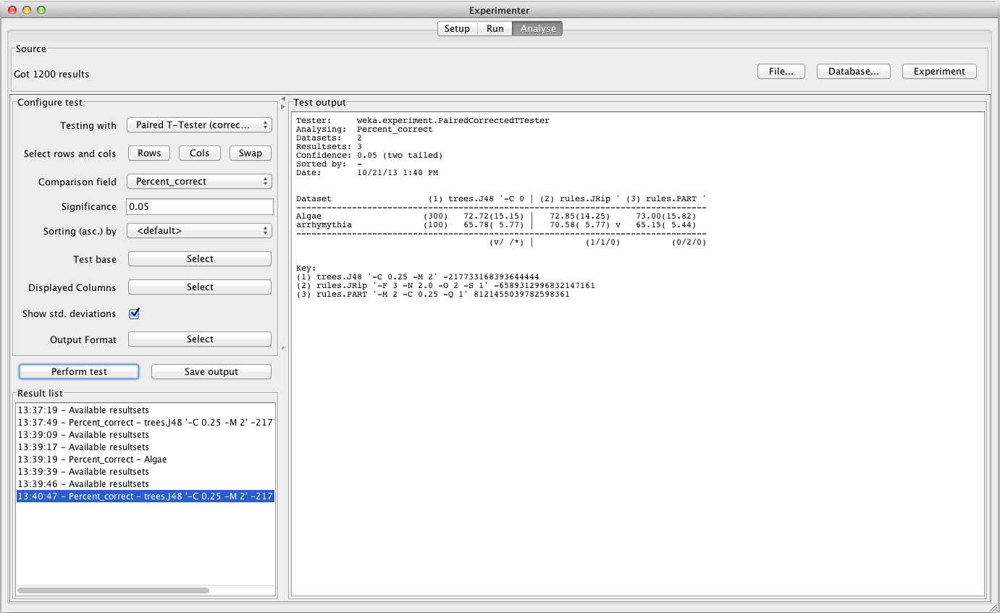 Experimenter
Setup Run Analyse
Source
Got 1200 results
File... Database... Experiment
Configure test
Testing with Paired T-Tester (correc...
Select rows and cols Rows Cols Swap
Comparison field Percent_correct
Significance 0.05
Sorting (asc.) by <default>
Test base Select
Displayed Columns Select
Show std. deviations
Output Format Select
Perform test Save output
Result list
13:37:19 - Available resultsets
13:37:49 - Percent_correct - trees.J48 '-C 0.25 -M 2' -217
13:39:09 - Available resultsets
13:39:17 - Available resultsets
13:39:19 - Percent_correct - Algae
13:39:39 - Available resultsets
13:39:46 - Available resultsets
13:40:47 - Percent_correct - trees.J48 '-C 0.25 -M 2' -217
Test output
Tester:     weka.experiment.PairedCorrectedTTester
Analysing:  Percent_correct
Datasets:   2
Resultsets: 3
Confidence: 0.05 (two tailed)
Sorted by:  -
Date:       10/21/13 1:40 PM
Dataset                   (1) trees.J48 '-C 0 | (2) rules.JRip ' (3) rules.PART '
---------------------------------------------------------------------------------
Algae                    (300)   72.72(15.15) |   72.85(14.25)     73.00(15.82)
arrhymythia              (100)   65.78( 5.77) |   70.58( 5.77) v   65.15( 5.44)
---------------------------------------------------------------------------------
(v/ /*) |          (1/1/0)          (0/2/0)
Key:
(1) trees.J48 '-C 0.25 -M 2' -217733168393644444
(2) rules.JRip '-F 3 -N 2.0 -O 2 -S 1' -6589312996832147161
(3) rules.PART '-M 2 -C 0.25 -Q 1' 8121455039782598361